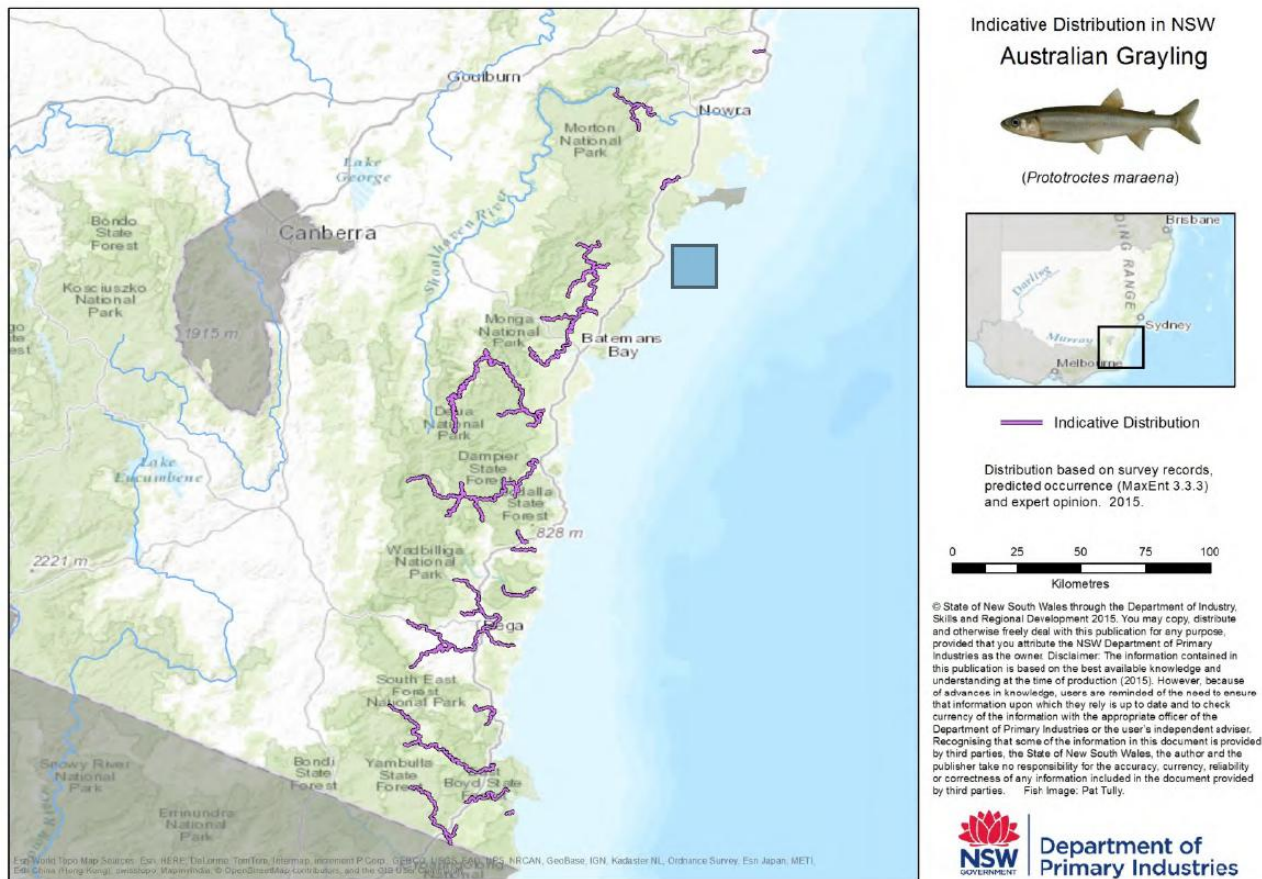 Indicative Distribution in NSW
Australian Grayling
(Prototroctes maraena)
Brisbane
DING RANGE
Darling
Sydney
Murray
Melbourne
Indicative Distribution
Distribution based on survey records,
predicted occurrence (MaxEnt 3.3.3)
and expert opinion. 2015.
0 25 50 75 100
Kilometres
© State of New South Wales through the Department of Industry,
Skills and Regional Development 2015. You may copy, distribute
and otherwise freely deal with this publication for any purpose,
provided that you attribute the NSW Department of Primary
Industries as the owner. Disclaimer: The information contained in
this publication is based on the best available knowledge and
understanding at the time of production (2015). However, because
of advances in knowledge, users are reminded of the need to ensure
that information upon which they rely is up to date and to check
currency of the information with the appropriate officer of the
Department of Primary Industries or the user's independent adviser.
Recognising that some of the information in this document is provided
by third parties, the State of New South Wales, the author and the
publisher take no responsibility for the accuracy, currency, reliability
or correctness of any information included in the document provided
by third parties. Fish Image: Pat Tully.
NSW
GOVERNMENT
Department of
Primary Industries
Goulburn
Nowra
Morton
National
Park
Lake
George
Shoalhaven River
Bondo
State
Forest
Canberra
Kosciuszko
National
Park
1915 m
Monga
National
Park
Batemans
Bay
National
Park
Dampier
State
Forest
Lake
Eucumbene
State
Forest
828 m
Wadbilliga
National
Park
2221 m
Bega
South East
Forest
National Park
Bondi
State
Forest
Yambulla
State
Boyd State
Snowy River
National
Park
Errinundra
National
Park